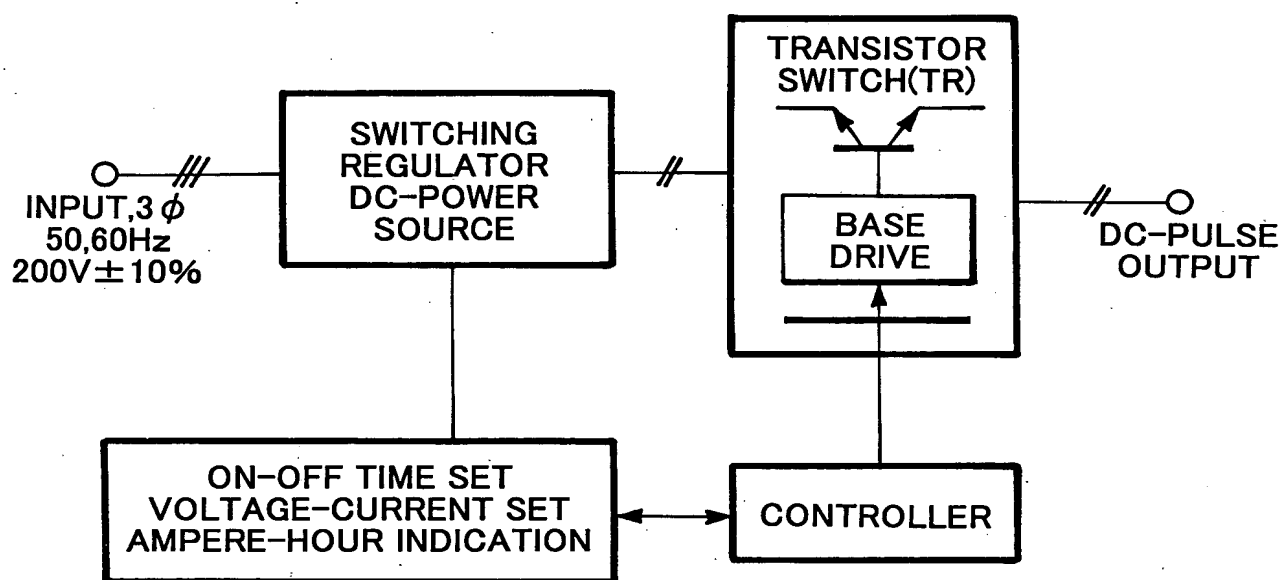 INPUT,3φ
50,60Hz
200V±10%
SWITCHING
REGULATOR
DC-POWER
SOURCE
TRANSISTOR
SWITCH(TR)
BASE
DRIVE
DC-PULSE
OUTPUT
ON-OFF TIME SET
VOLTAGE-CURRENT SET
AMPERE-HOUR INDICATION
CONTROLLER